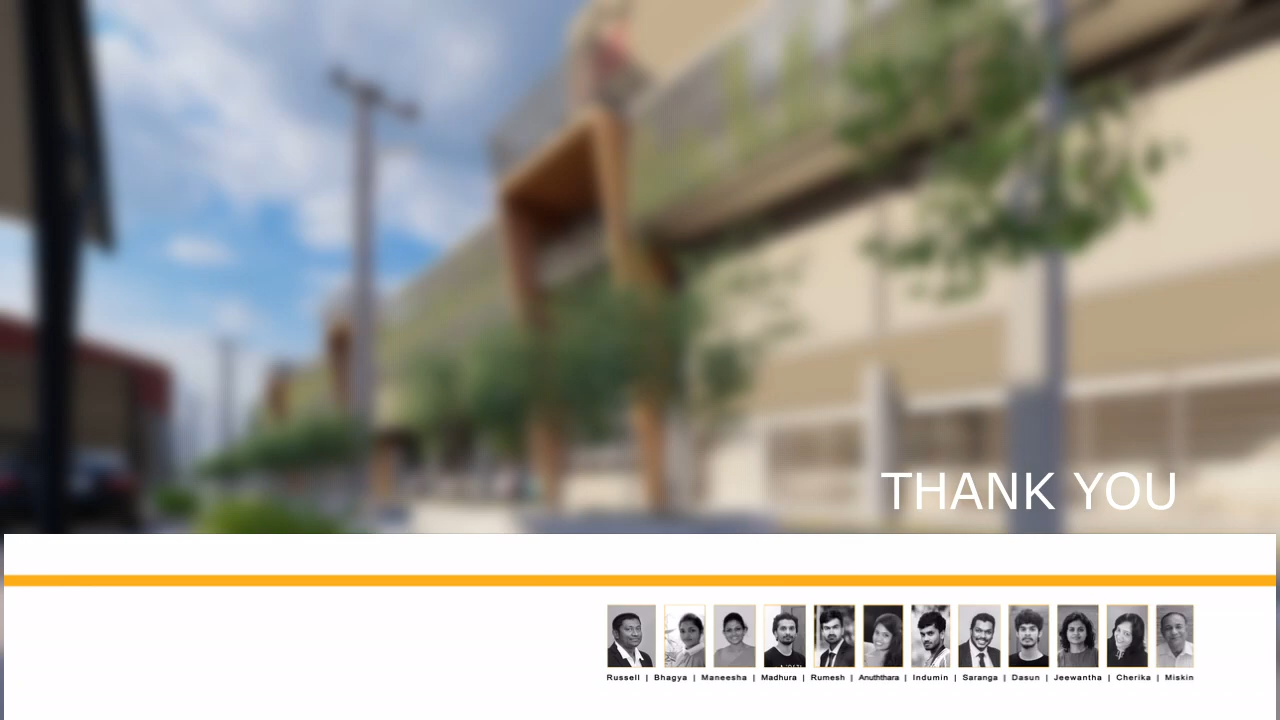 THANK YOU
Russell | Bhagya | Maneesha | Madhura | Rumesh | Anuththara | Indumin | Saranga | Dasun | Jeewantha | Cherika | Miskin